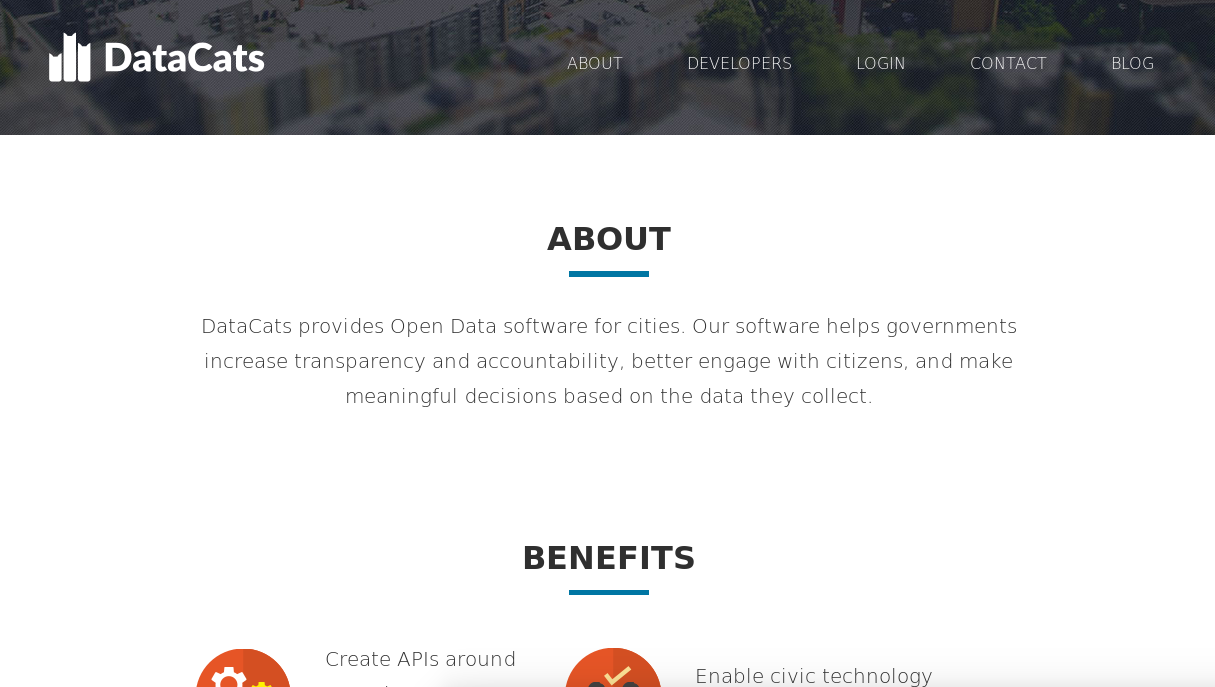 DataCats
ABOUT
DEVELOPERS
LOGIN
CONTACT
BLOG
ABOUT
DataCats provides Open Data software for cities. Our software helps governments
increase transparency and accountability, better engage with citizens, and make
meaningful decisions based on the data they collect.
BENEFITS
Create APIs around
Enable civic technology